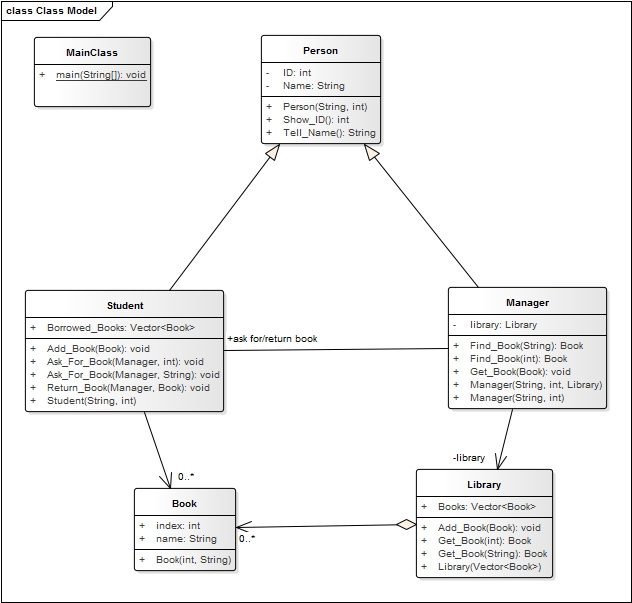 class Class Model
MainClass
+ main(String[]): void
Person
- ID: int
- Name: String
+ Person(String, int)
+ Show_ID(): int
+ Tell_Name(): String
Student
+ Borrowed_Books: Vector<Book>
+ Add_Book(Book): void
+ Ask_For_Book(Manager, int): void
+ Ask_For_Book(Manager, String): void
+ Return_Book(Manager, Book): void
+ Student(String, int)
+ask for/return book
Manager
- library: Library
+ Find_Book(String): Book
+ Find_Book(int): Book
+ Get_Book(Book): void
+ Manager(String, int, Library)
+ Manager(String, int)
0..*
-library
Book
+ index: int
+ name: String
+ Book(int, String)
0..*
Library
+ Books: Vector<Book>
+ Add_Book(Book): void
+ Get_Book(int): Book
+ Get_Book(String): Book
+ Library(Vector<Book>)